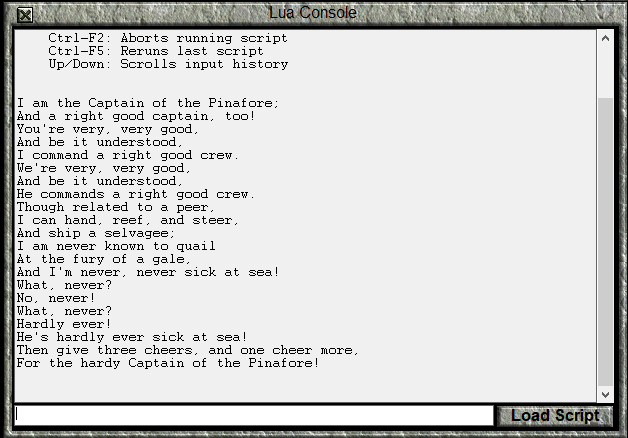 Lua Console
Ctrl-F2: Aborts running script
Ctrl-F5: Reruns last script
Up/Down: Scrolls input history
I am the Captain of the Pinafore;
And a right good captain, too!
You're very, very good,
And be it understood,
I command a right good crew.
We're very, very good,
And be it understood,
He commands a right good crew.
Though related to a peer,
I can hand, reef, and steer,
And ship a selvagee;
I am never known to quail
At the fury of a gale,
And I'm never, never sick at sea!
What, never?
No, never!
What, never?
Hardly ever!
He's hardly ever sick at sea!
Then give three cheers, and one cheer more,
For the hardy Captain of the Pinafore!
Load Script